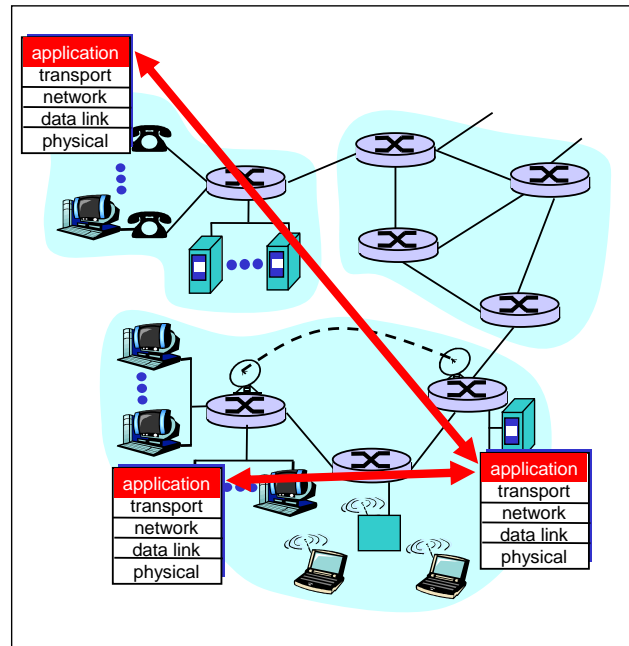 application
transport
network
data link
physical
application
transport
network
data link
physical
application
transport
network
data link
physical